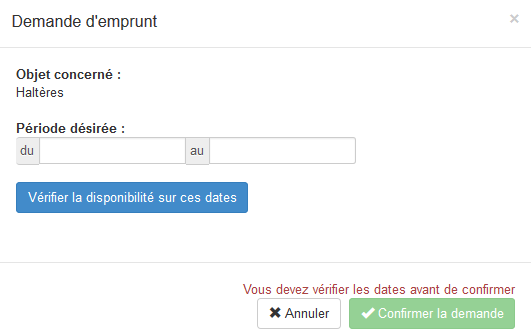 Demande d'emprunt ×
Objet concerné :
Haltères
Période désirée :
du au
Vérifier la disponibilité sur ces dates
Vous devez vérifier les dates avant de confirmer
Annuler Confirmer la demande